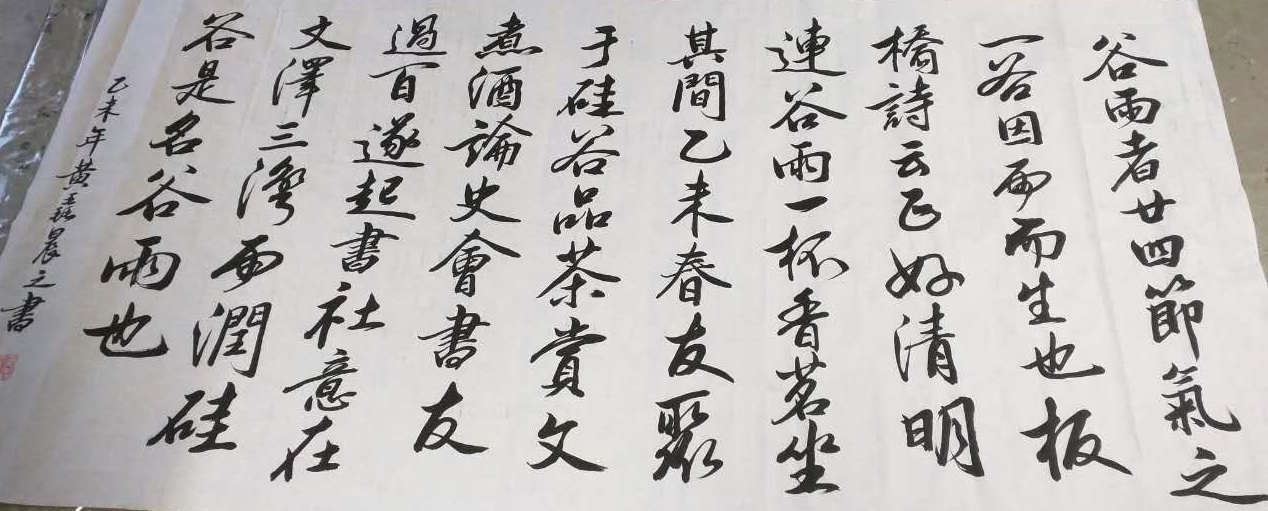 谷雨者廿四節氣之
一谷因雨而生也板
橋詩云正好清明
連谷雨一杯香茗坐
其間乙未春友聚
于硅谷品茶賞文
煮酒論史會書友
過百遂起書社意在
文澤三灣雨潤硅
谷是名谷雨也
乙未年黃磊晨之書